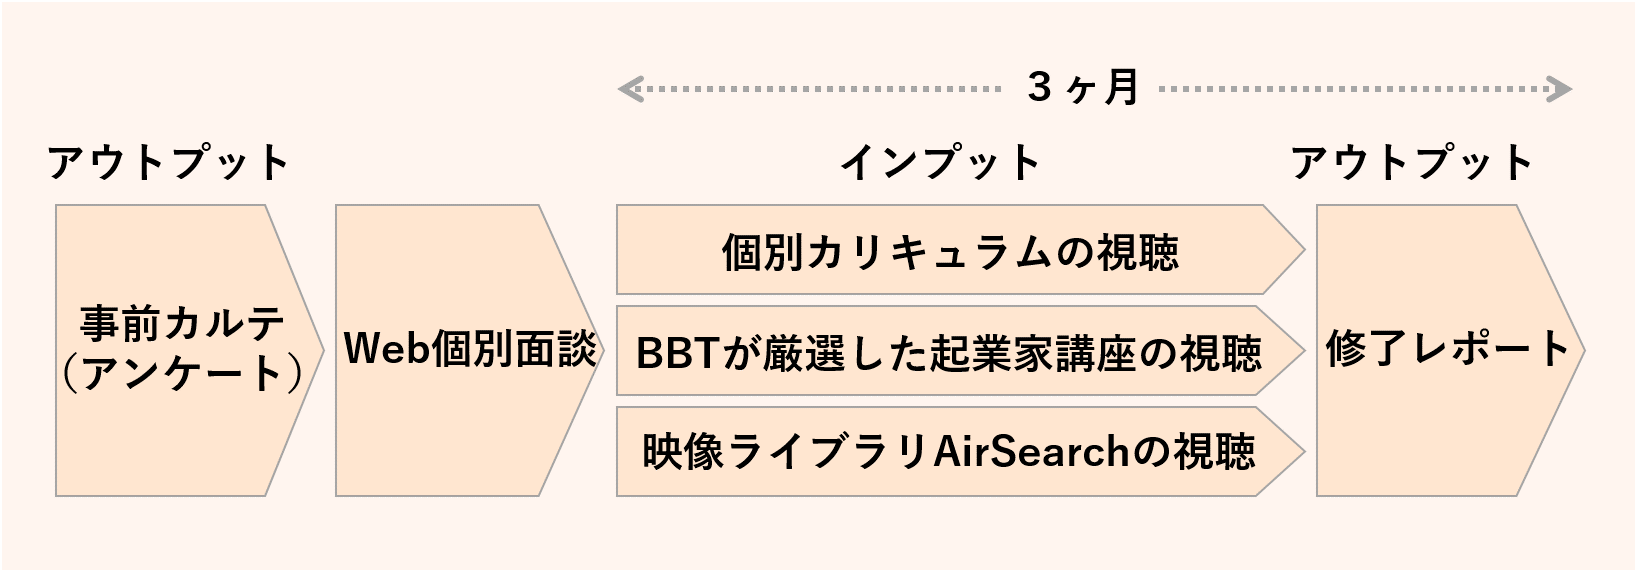 ３ヶ月
アウトプット
インプット
アウトプット
事前カルテ
（アンケート）
Web個別面談
個別カリキュラムの視聴
BBTが厳選した起業家講座の視聴
映像ライブラリAirSearchの視聴
修了レポート